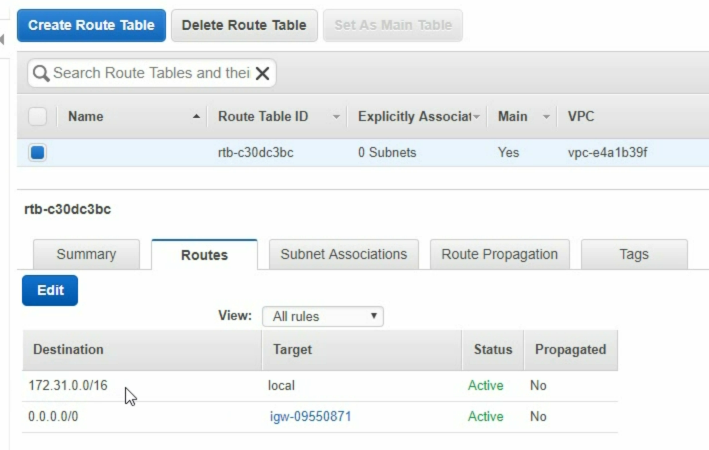 Create Route Table Delete Route Table Set As Main Table
Search Route Tables and thei
Name Route Table ID Explicitly Associat Main VPC
rtb-c30dc3bc 0 Subnets Yes vpc-e4a1b39f
rtb-c30dc3bc
Summary Routes Subnet Associations Route Propagation Tags
Edit
View: All rules
Destination Target Status Propagated
172.31.0.0/16 local Active No
0.0.0.0/0 igw-09550871 Active No